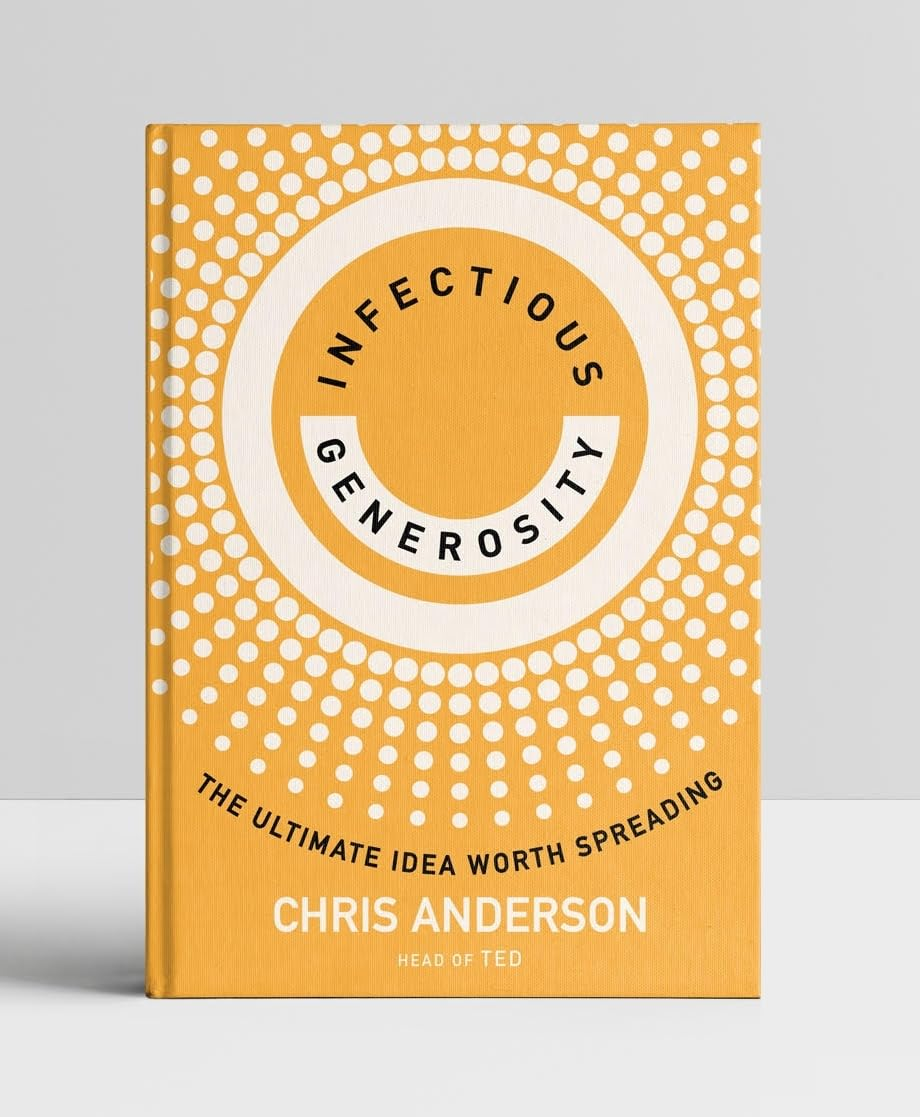 INFECTIOUS
GENEROSITY
THE ULTIMATE IDEA WORTH SPREADING
CHRIS ANDERSON
HEAD OF TED